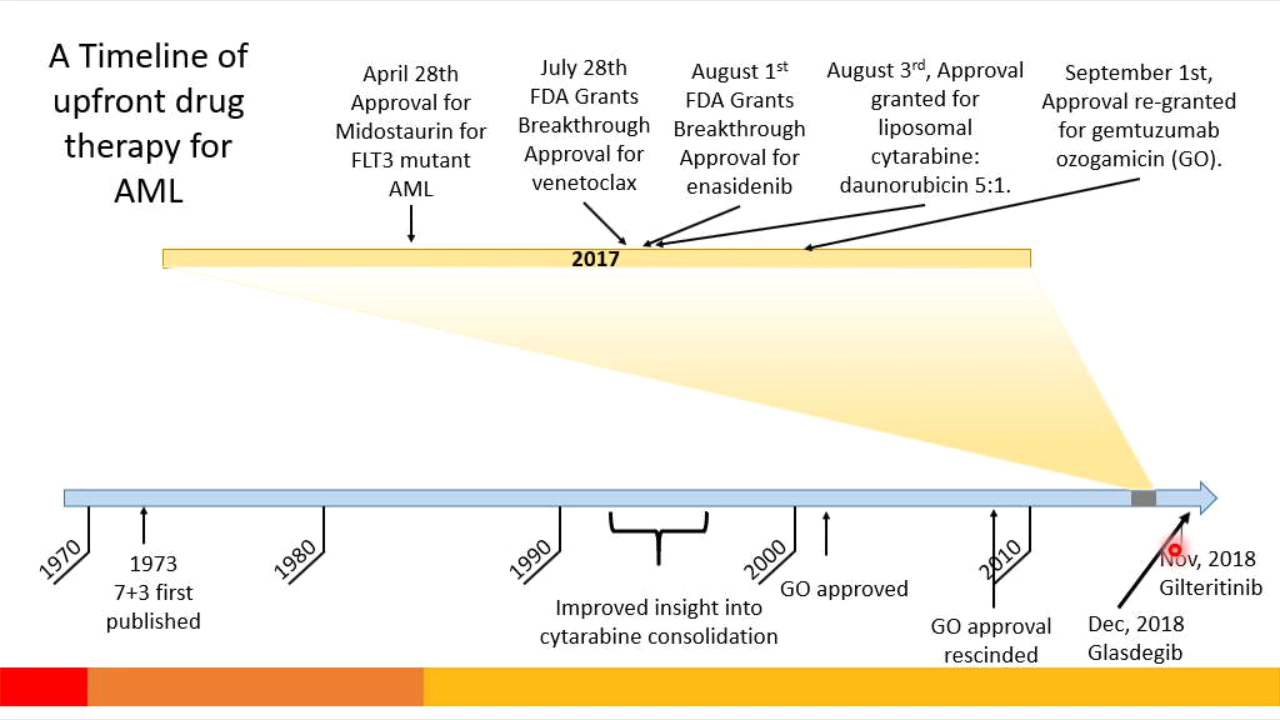 A Timeline of
upfront drug
therapy for
AML
April 28th
Approval for
Midostaurin for
FLT3 mutant
AML
July 28th
FDA Grants
Breakthrough
Approval for
venetoclax
August 1st
FDA Grants
Breakthrough
Approval for
enasidenib
August 3rd, Approval
granted for
liposomal
cytarabine:
daunorubicin 5:1.
September 1st,
Approval re-granted
for gemtuzumab
ozogamicin (GO).
2017
1970
1980
1990
2000
2010
1973
7+3 first
published
Improved insight into
cytarabine consolidation
GO approved
GO approval
rescinded
Dec, 2018
Glasdegib
Nov, 2018
Gilteritinib